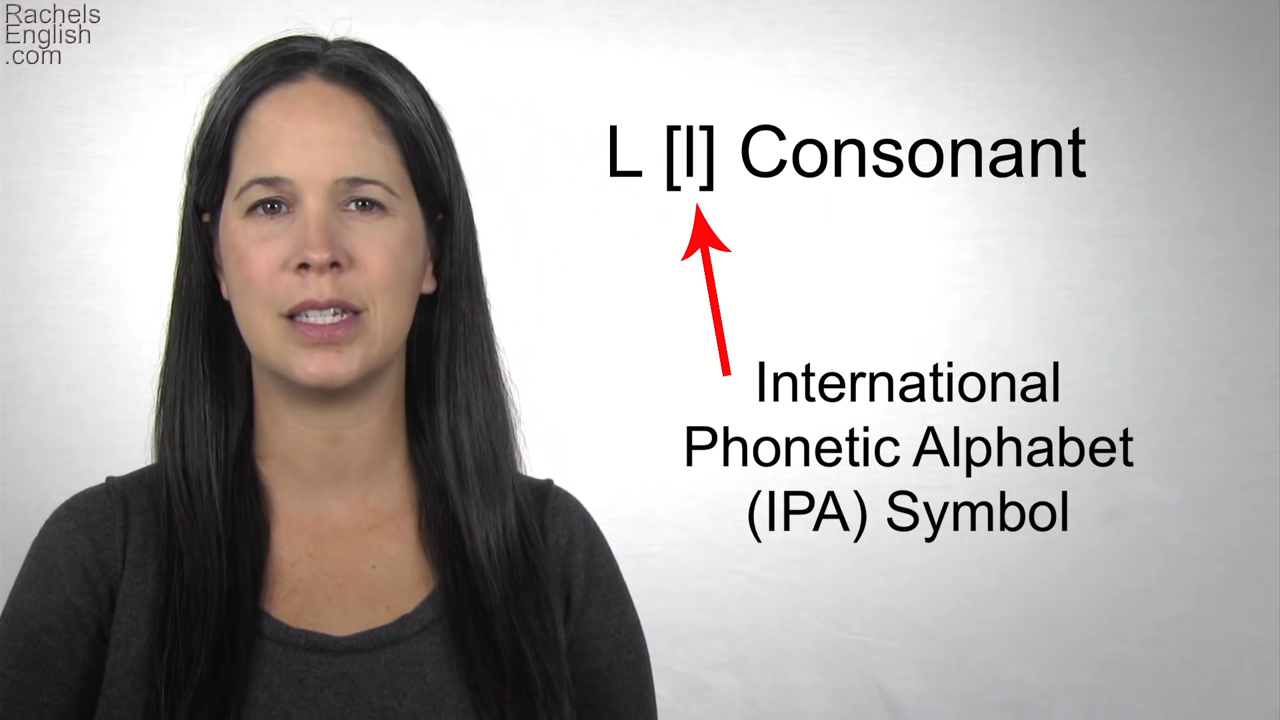 Rachels
English
.com
L [l] Consonant
International
Phonetic Alphabet
(IPA) Symbol